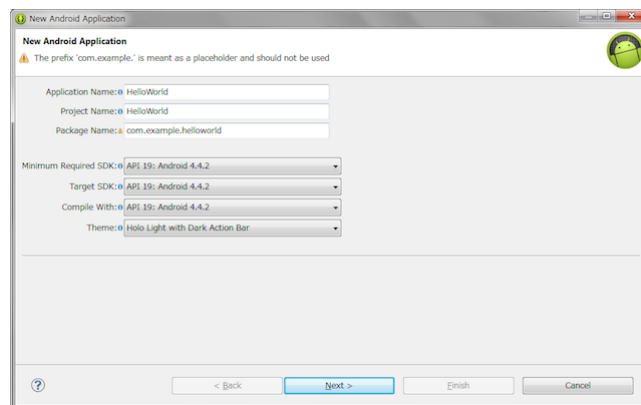 New Android Application
New Android Application
The prefix 'com.example.' is meant as a placeholder and should not be used
Application Name: HelloWorld
Project Name: HelloWorld
Package Name: com.example.helloworld
Minimum Required SDK: API 19: Android 4.4.2
Target SDK: API 19: Android 4.4.2
Compile With: API 19: Android 4.4.2
Theme: Holo Light with Dark Action Bar
? < Back Next > Finish Cancel